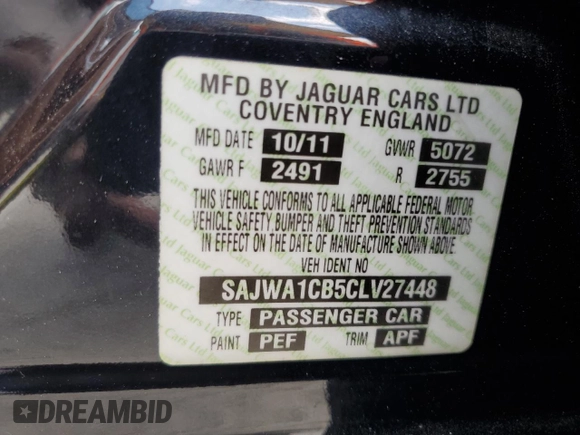 MFD BY JAGUAR CARS LTD
COVENTRY ENGLAND
MFD DATE 10/11 GVWR 5072
GAWR F 2491 R 2755
THIS VEHICLE CONFORMS TO ALL APPLICABLE FEDERAL MOTOR
VEHICLE SAFETY BUMPER AND THEFT PREVENTION STANDARDS
IN EFFECT ON THE DATE OF MANUFACTURE SHOWN ABOVE.
VEH IDENT NO
SAJWA1CB5CLV27448
TYPE PASSENGER CAR
PAINT PEF TRIM APF
DREAMBID